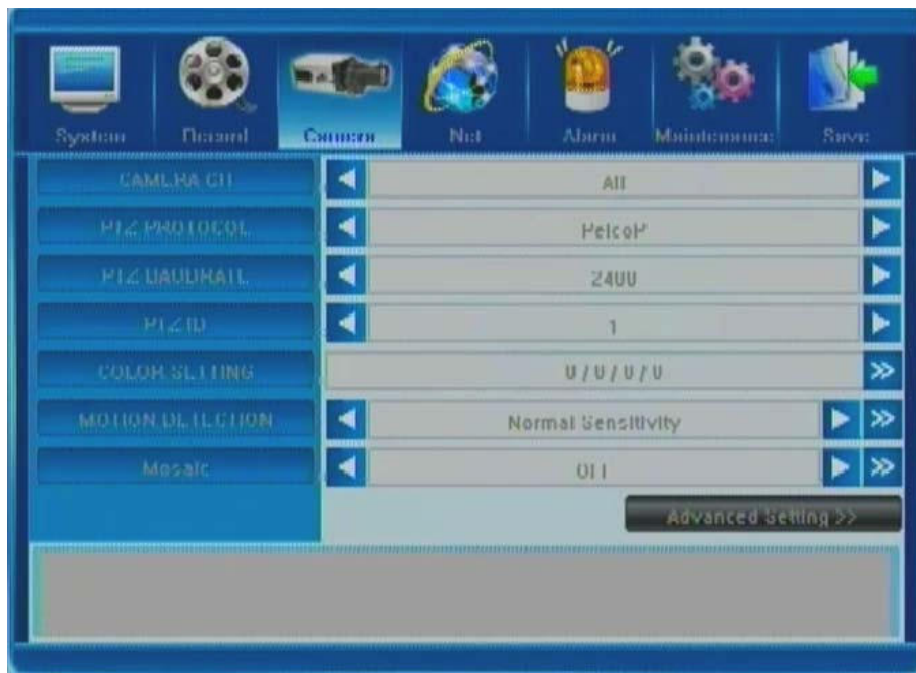 System Record Camera Net Alarm Maintenance Save
CAMERA CH All
PTZ PROTOCOL PelcoP
PTZ BAUDRATE 2400
PTZ ID 1
COLOR SETTING 0 / 0 / 0 / 0
MOTION DETECTION Normal Sensitivity
Mosaic OFF
Advanced Setting >>